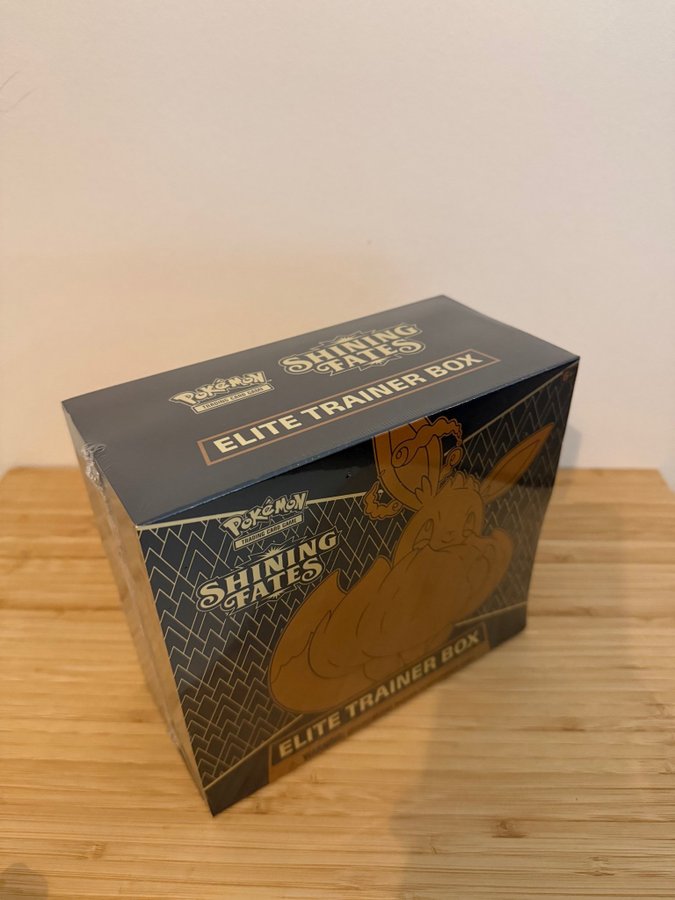 Pokémon
TRADING CARD GAME
SHINING
FATES
ELITE TRAINER BOX
Pokémon
TRADING CARD GAME
SHINING
FATES
ELITE TRAINER BOX